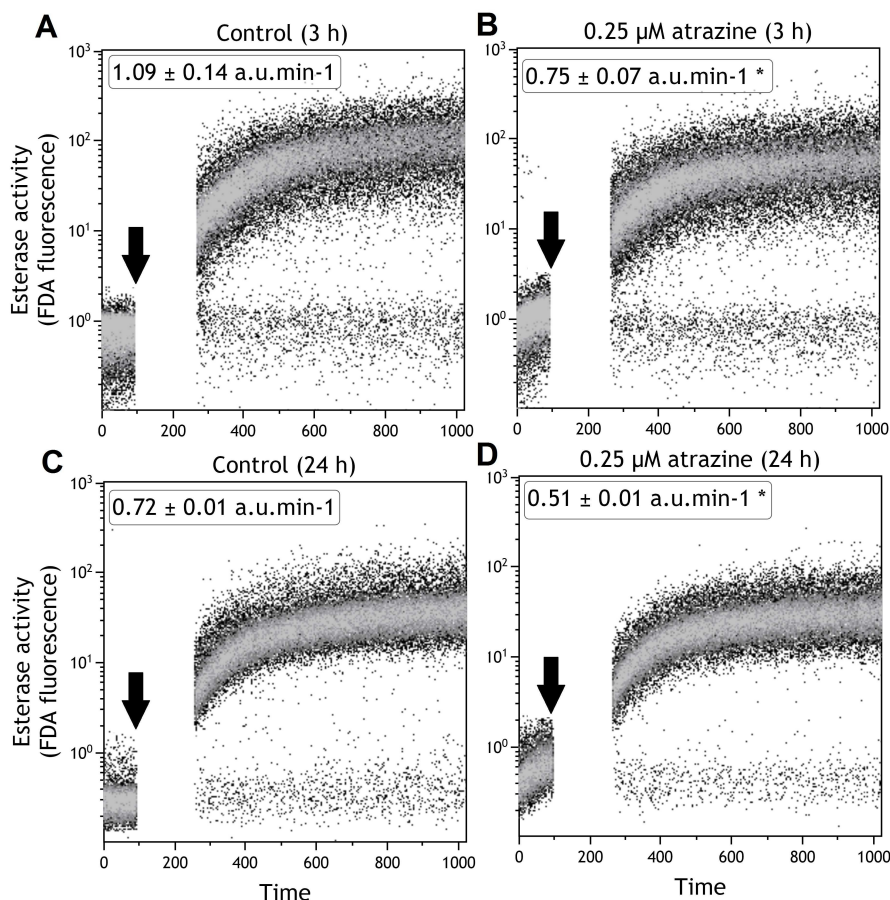 A
Control (3 h)
1.09 ± 0.14 a.u.min-1
10³
10²
10¹
10⁰
Esterase activity
(FDA fluorescence)
0 200 400 600 800 1000
B
0.25 µM atrazine (3 h)
0.75 ± 0.07 a.u.min-1 *
10³
10²
10¹
10⁰
0 200 400 600 800 1000
C
Control (24 h)
0.72 ± 0.01 a.u.min-1
10³
10²
10¹
10⁰
Esterase activity
(FDA fluorescence)
0 200 400 600 800 1000
Time
D
0.25 µM atrazine (24 h)
0.51 ± 0.01 a.u.min-1 *
10³
10²
10¹
10⁰
0 200 400 600 800 1000
Time